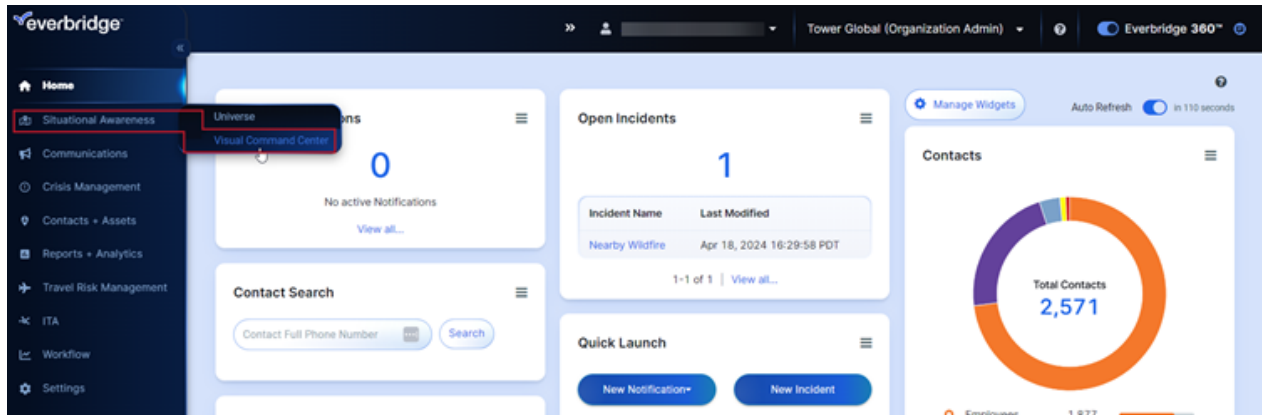 everbridge
Tower Global (Organization Admin)
Everbridge 360™
Home
Situational Awareness
Communications
Crisis Management
Contacts + Assets
Reports + Analytics
Travel Risk Management
ITA
Workflow
Settings
Universe
Visual Command Center
ons
0
No active Notifications
View all...
Contact Search
Contact Full Phone Number
Search
Open Incidents
1
Incident Name Last Modified
Nearby Wildfire Apr 18, 2024 16:29:58 PDT
1-1 of 1 | View all...
Quick Launch
New Notification
New Incident
Manage Widgets
Auto Refresh in 110 seconds
Contacts
Total Contacts
2,571
Employees 1,877